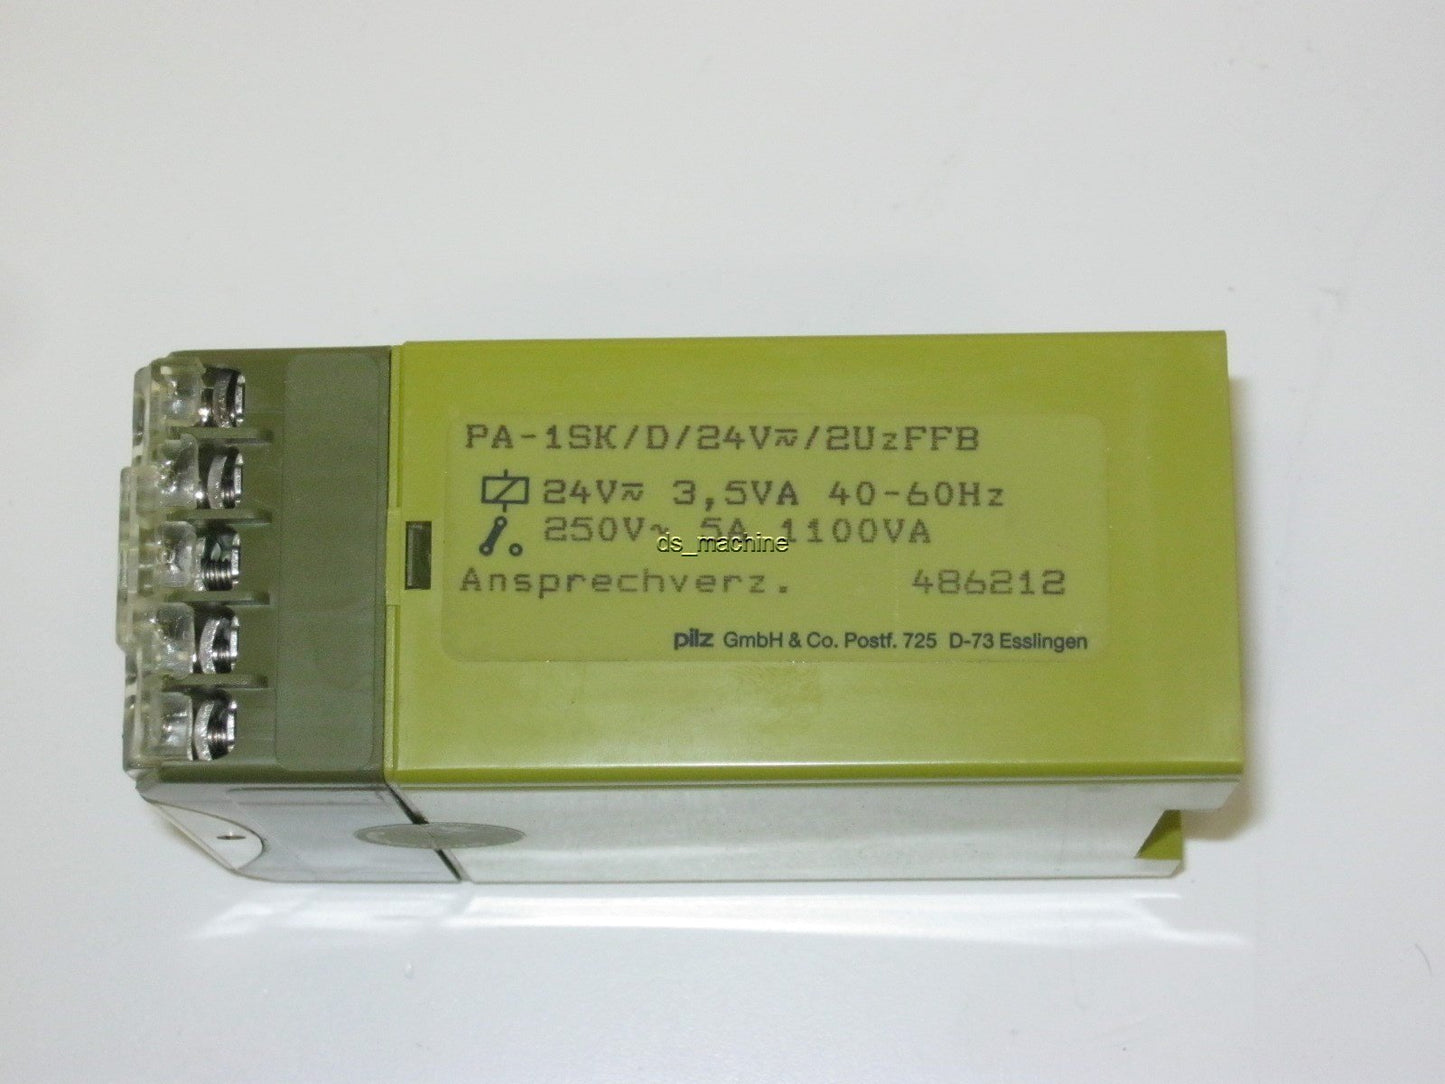 PA-1SK/D/24V⎓~/2UzFFB
24V⎓~ 3,5VA 40-60Hz
250V~ 5A 1100VA
ds_machine
Ansprechverz. 486212
pilz GmbH & Co. Postf. 725 D-73 Esslingen